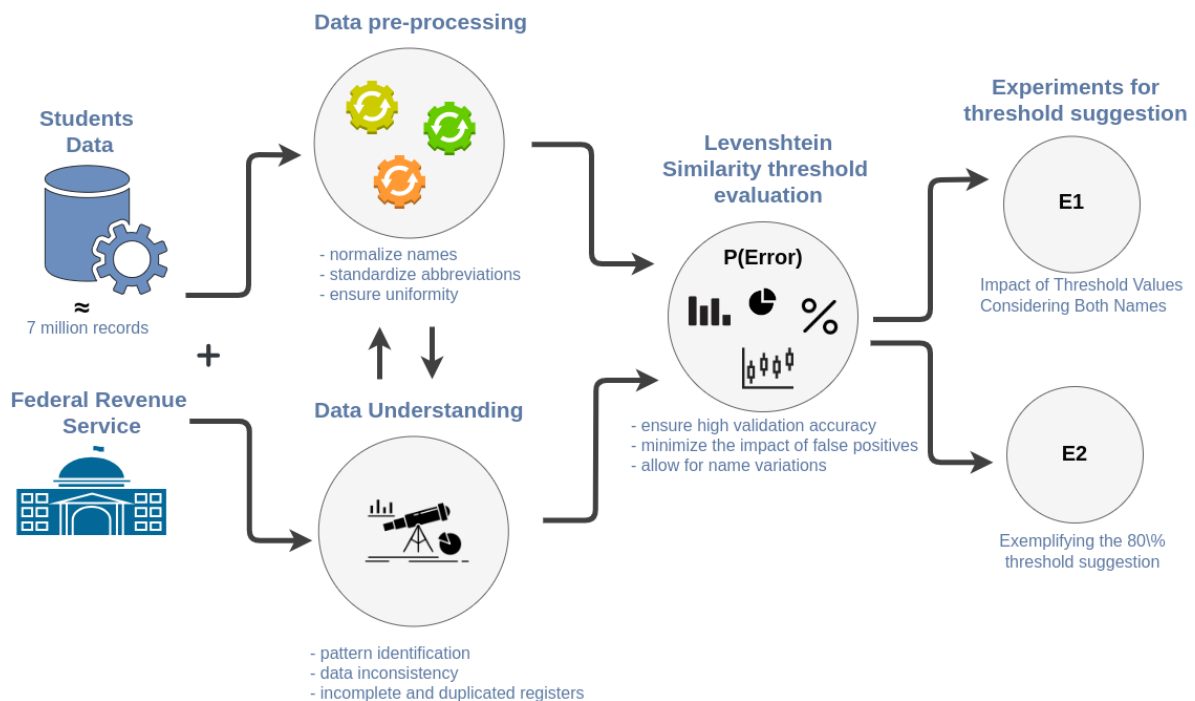 Data pre-processing
Students
Data
≈
7 million records
+
Federal Revenue
Service
- normalize names
- standardize abbreviations
- ensure uniformity
Data Understanding
- pattern identification
- data inconsistency
- incomplete and duplicated registers
Levenshtein
Similarity threshold
evaluation
P(Error)
%
- ensure high validation accuracy
- minimize the impact of false positives
- allow for name variations
Experiments for
threshold suggestion
E1
Impact of Threshold Values
Considering Both Names
E2
Exemplifying the 80\%
threshold suggestion